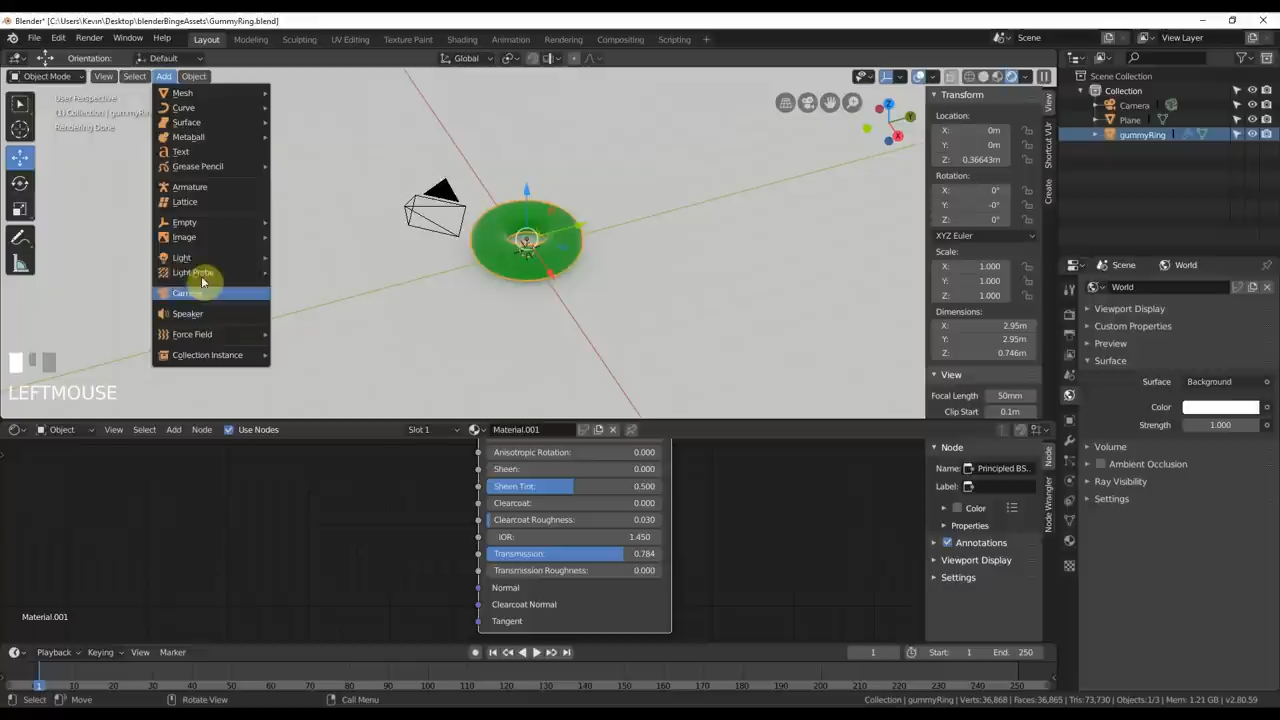 Blender* [C:\Users\Kevin\Desktop\blenderBingeAssets\GummyRing.blend]
File Edit Render Window Help Layout Modeling Sculpting UV Editing Texture Paint Shading Animation Rendering Compositing Scripting + Scene View Layer
Orientation: Default Global
Object Mode View Select Add Object
User Perspective
(1) Collection | gummyRin
Rendering Done
Mesh
Curve
Surface
Metaball
Text
Grease Pencil
Armature
Lattice
Empty
Image
Light
Light Probe
Camera
Speaker
Force Field
Collection Instance
LEFTMOUSE
Z
Y
X
Transform
Location:
X: 0m
Y: 0m
Z: 0.36643m
Rotation:
X: 0°
Y: -0°
Z: 0°
XYZ Euler
Scale:
X: 1.000
Y: 1.000
Z: 1.000
Dimensions:
X: 2.95m
Y: 2.95m
Z: 0.746m
View
Focal Length 50mm
Clip Start 0.1m
View
Shortcut VUr
Create
Scene Collection
Collection
Camera
Plane
gummyRing
Scene World
World
Viewport Display
Custom Properties
Preview
Surface
Surface Background
Color
Strength 1.000
Volume
Ambient Occlusion
Ray Visibility
Settings
Object View Select Add Node Use Nodes Slot 1 Material.001
Anisotropic Rotation: 0.000
Sheen: 0.000
Sheen Tint: 0.500
Clearcoat: 0.000
Clearcoat Roughness: 0.030
IOR: 1.450
Transmission: 0.784
Transmission Roughness: 0.000
Normal
Clearcoat Normal
Tangent
Material.001
Node
Name: Principled BS..
Label:
Color
Properties
Annotations
Viewport Display
Settings
Node
Node Wrangler
Playback Keying View Marker 1 Start: 1 End: 250
1 10 20 30 40 50 60 70 80 90 100 110 120 130 140 150 160 170 180 190 200 210 220 230 240 250
Select Move Rotate View Call Menu Collection | gummyRing | Verts:36,868 | Faces:36,865 | Tris:73,730 | Objects:1/3 | Mem: 1.21 GB | v2.80.59